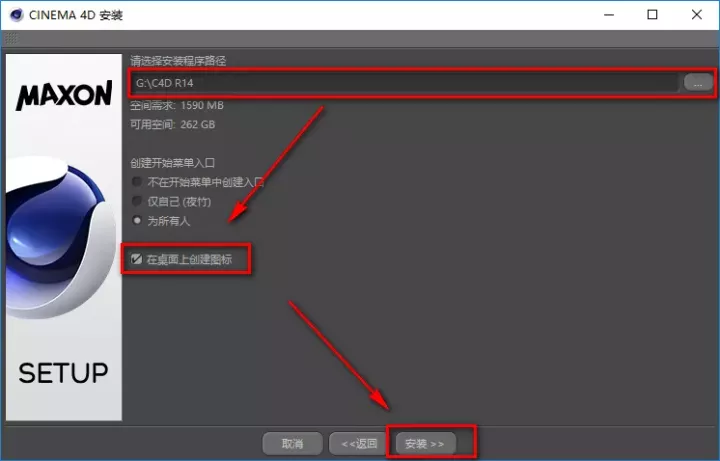 CINEMA 4D 安装
MAXON
请选择安装程序路径
G:\C4D R14
...
空间需求: 1590 MB
可用空间: 262 GB
创建开始菜单入口
不在开始菜单中创建入口
仅自己 (夜竹)
为所有人
在桌面上创建图标
SETUP
取消
<<返回
安装 >>